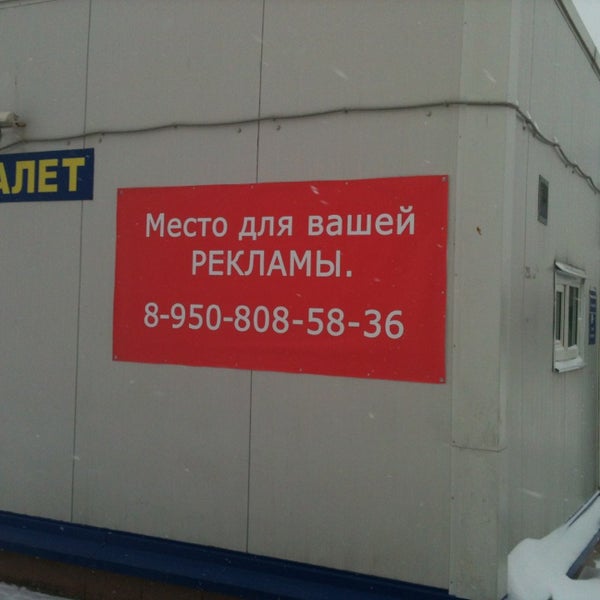 АЛЕТ
Место для вашей
РЕКЛАМЫ.
8-950-808-58-36